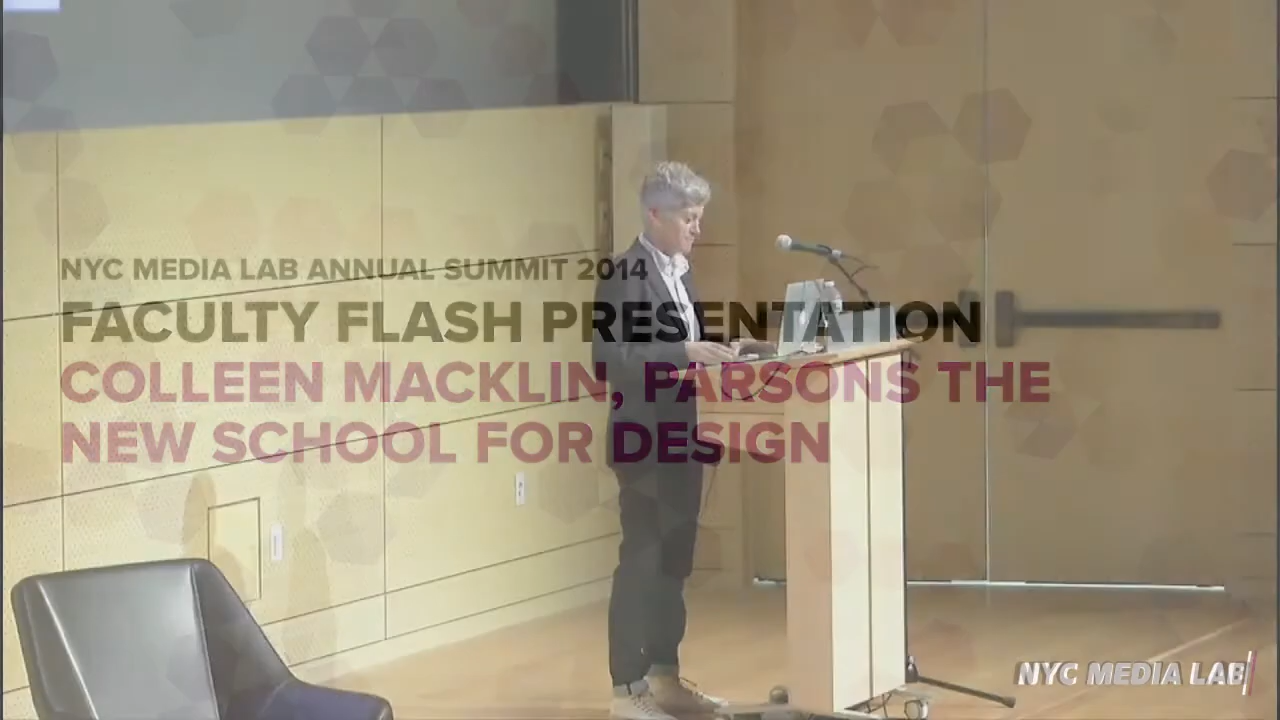 NYC MEDIA LAB ANNUAL SUMMIT 2014
FACULTY FLASH PRESENTATION
COLLEEN MACKLIN, PARSONS THE
NEW SCHOOL FOR DESIGN
NYC MEDIA LAB